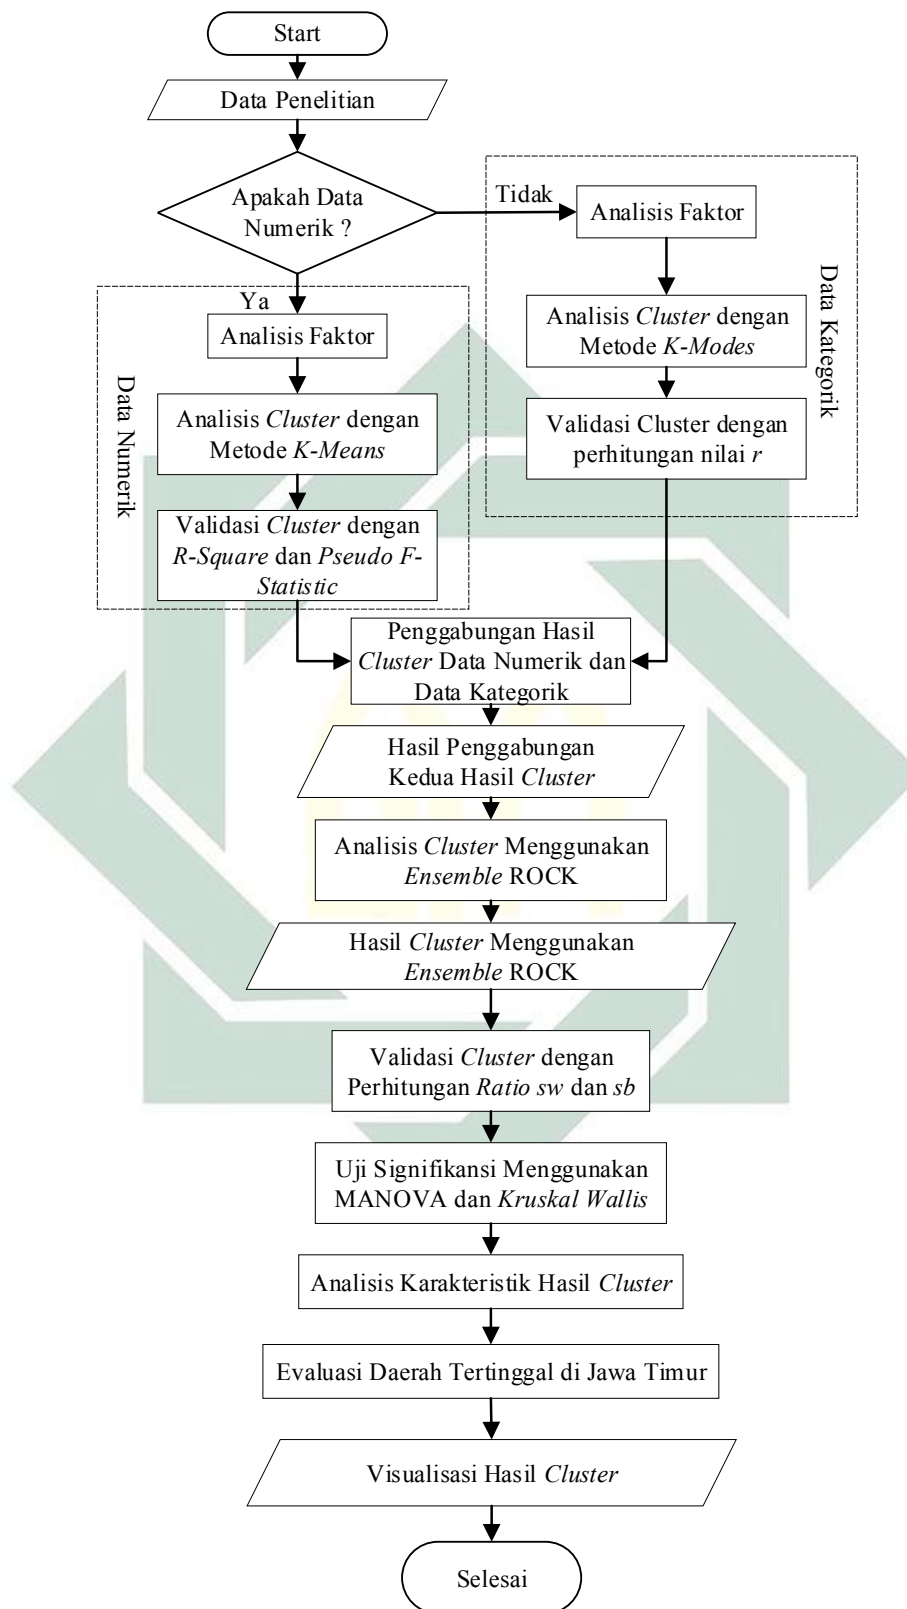 Start
Data Penelitian
Apakah Data
Numerik ?
Tidak
Analisis Faktor
Analisis Cluster dengan
Metode K-Modes
Validasi Cluster dengan
perhitungan nilai r
Data Kategorik
Ya
Analisis Faktor
Analisis Cluster dengan
Metode K-Means
Validasi Cluster dengan
R-Square dan Pseudo F-
Statistic
Data Numerik
Penggabungan Hasil
Cluster Data Numerik dan
Data Kategorik
Hasil Penggabungan
Kedua Hasil Cluster
Analisis Cluster Menggunakan
Ensemble ROCK
Hasil Cluster Menggunakan
Ensemble ROCK
Validasi Cluster dengan
Perhitungan Ratio sw dan sb
Uji Signifikansi Menggunakan
MANOVA dan Kruskal Wallis
Analisis Karakteristik Hasil Cluster
Evaluasi Daerah Tertinggal di Jawa Timur
Visualisasi Hasil Cluster
Selesai